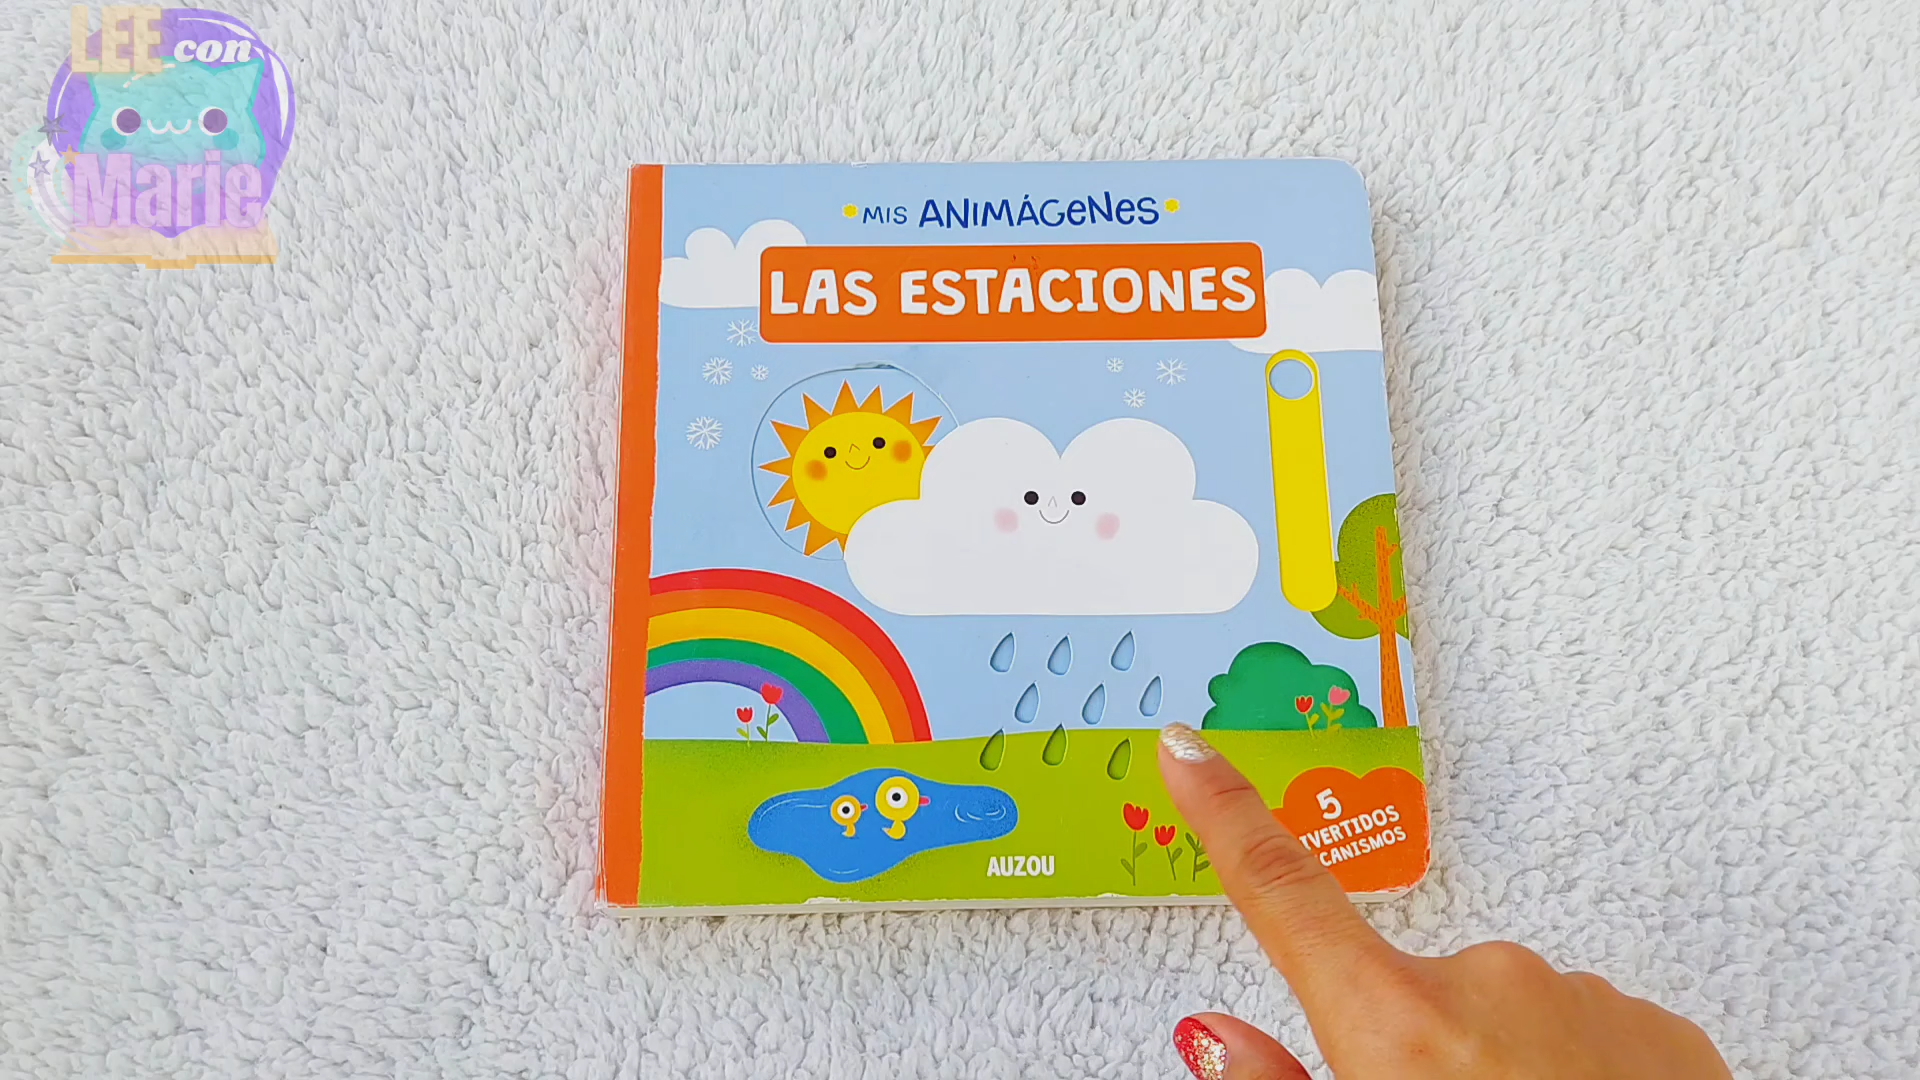 LEE con
Marie
MIS ANIMÁGENES
LAS ESTACIONES
5
AUZOU